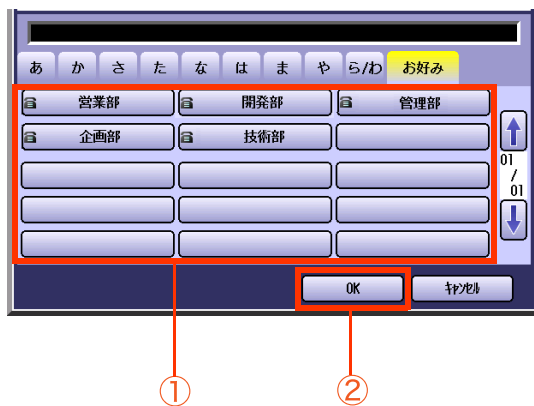 あ か さ た な は ま や ら/わ お好み
営業部 開発部 管理部
企画部 技術部
01
/
01
OK ｷｬﾝｾﾙ
① ②